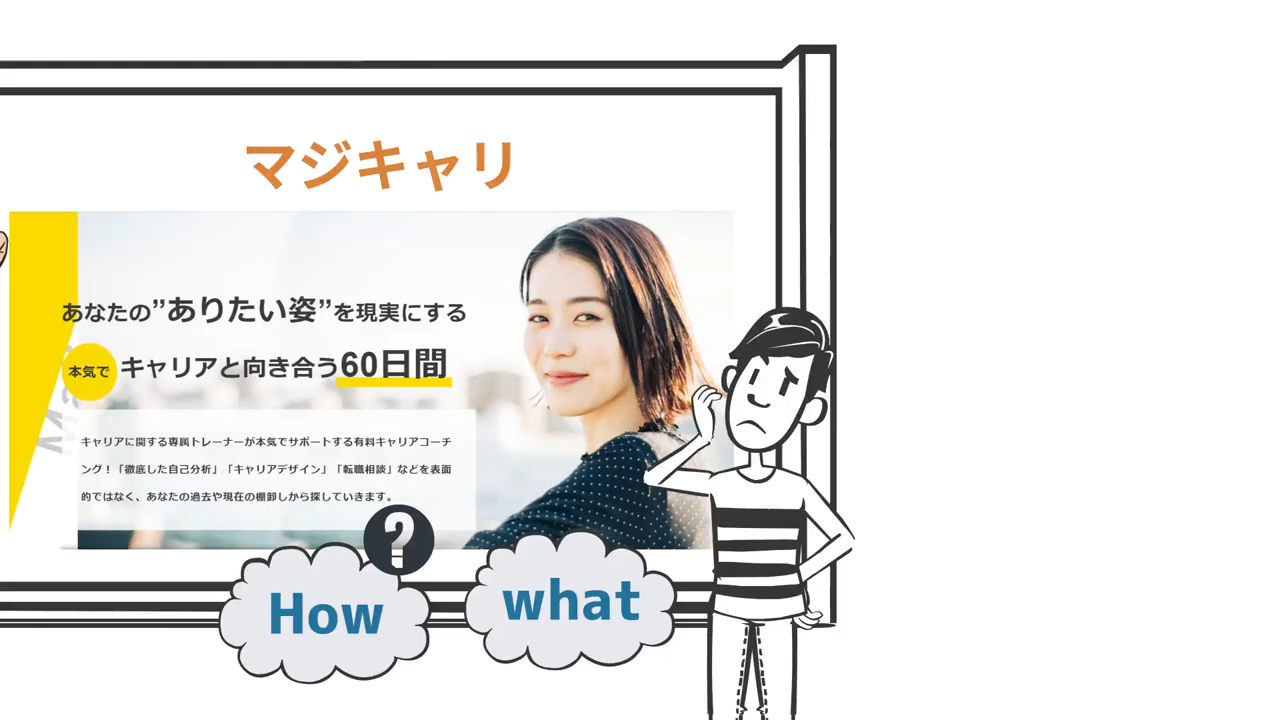 マジキャリ
あなたの”ありたい姿”を現実にする
本気で キャリアと向き合う60日間
キャリアに関する専属トレーナーが本気でサポートする有料キャリアコーチ
ング！「徹底した自己分析」「キャリアデザイン」「転職相談」などを表面
的ではなく、あなたの過去や現在の棚卸しから探していきます。
?
How
what